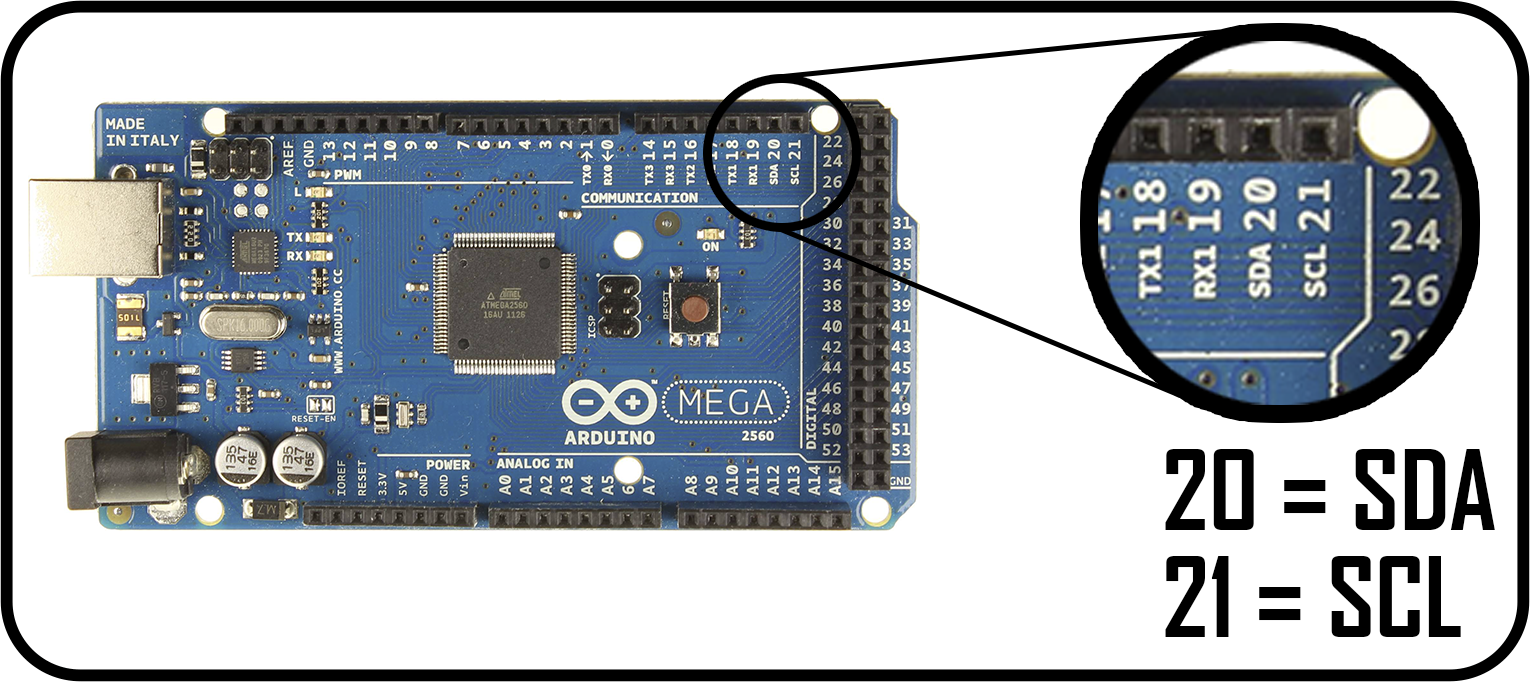 MADE
IN ITALY
AREF
GND
13
12
11
10
9
8
7
6
5
4
3
2
TX0→1
RX0←0
TX3 14
RX3 15
TX2 16
TX1 18
RX1 19
SDA 20
SCL 21
PWM
COMMUNICATION
L
TX
RX
ON
WWW.ARDUINO.CC
ATMEL
ATMEGA2560
16AU 1126
ICSP
RESET
22
24
26
30
32
34
36
38
40
42
44
46
48
50
52
31
33
35
37
39
41
43
45
47
49
51
53
GND
DIGITAL
ARDUINO
MEGA
2560
RESET-EN
135
47
16E
135
47
16E
M7
POWER
IOREF
RESET
3.3V
5V
GND
GND
Vin
ANALOG IN
A0
A1
A2
A3
A4
A5
6
A7
A8
A9
A10
A11
A12
A13
A14
A15
TX1 18
RX1 19
SDA 20
SCL 21
22
24
26
20 = SDA
21 = SCL